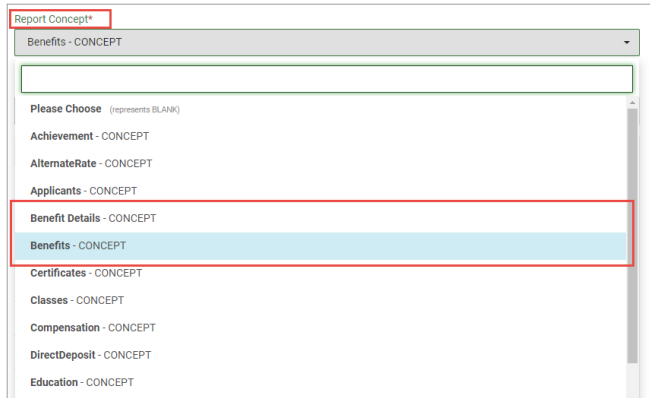 Report Concept*
Benefits - CONCEPT
Please Choose (represents BLANK)
Achievement - CONCEPT
AlternateRate - CONCEPT
Applicants - CONCEPT
Benefit Details - CONCEPT
Benefits - CONCEPT
Certificates - CONCEPT
Classes - CONCEPT
Compensation - CONCEPT
DirectDeposit - CONCEPT
Education - CONCEPT